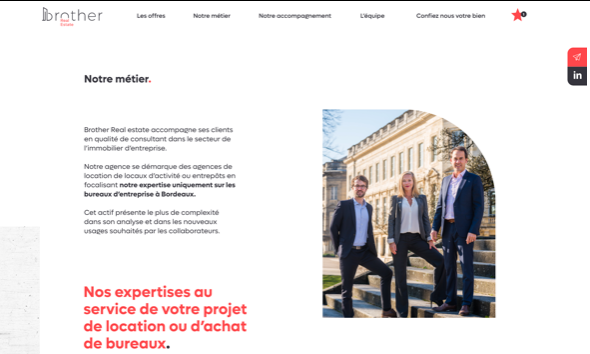 brother
Real
Estate
Les offres
Notre métier
Notre accompagnement
L'équipe
Confiez nous votre bien
0
in
Notre métier.
Brother Real estate accompagne ses clients
en qualité de consultant dans le secteur de
l'immobilier d'entreprise.
Notre agence se démarque des agences de
location de locaux d'activité ou entrepôts en
focalisant notre expertise uniquement sur les
bureaux d'entreprise à Bordeaux.
Cet actif présente le plus de complexité
dans son analyse et dans les nouveaux
usages souhaités par les collaborateurs.
Nos expertises au
service de votre projet
de location ou d'achat
de bureaux.